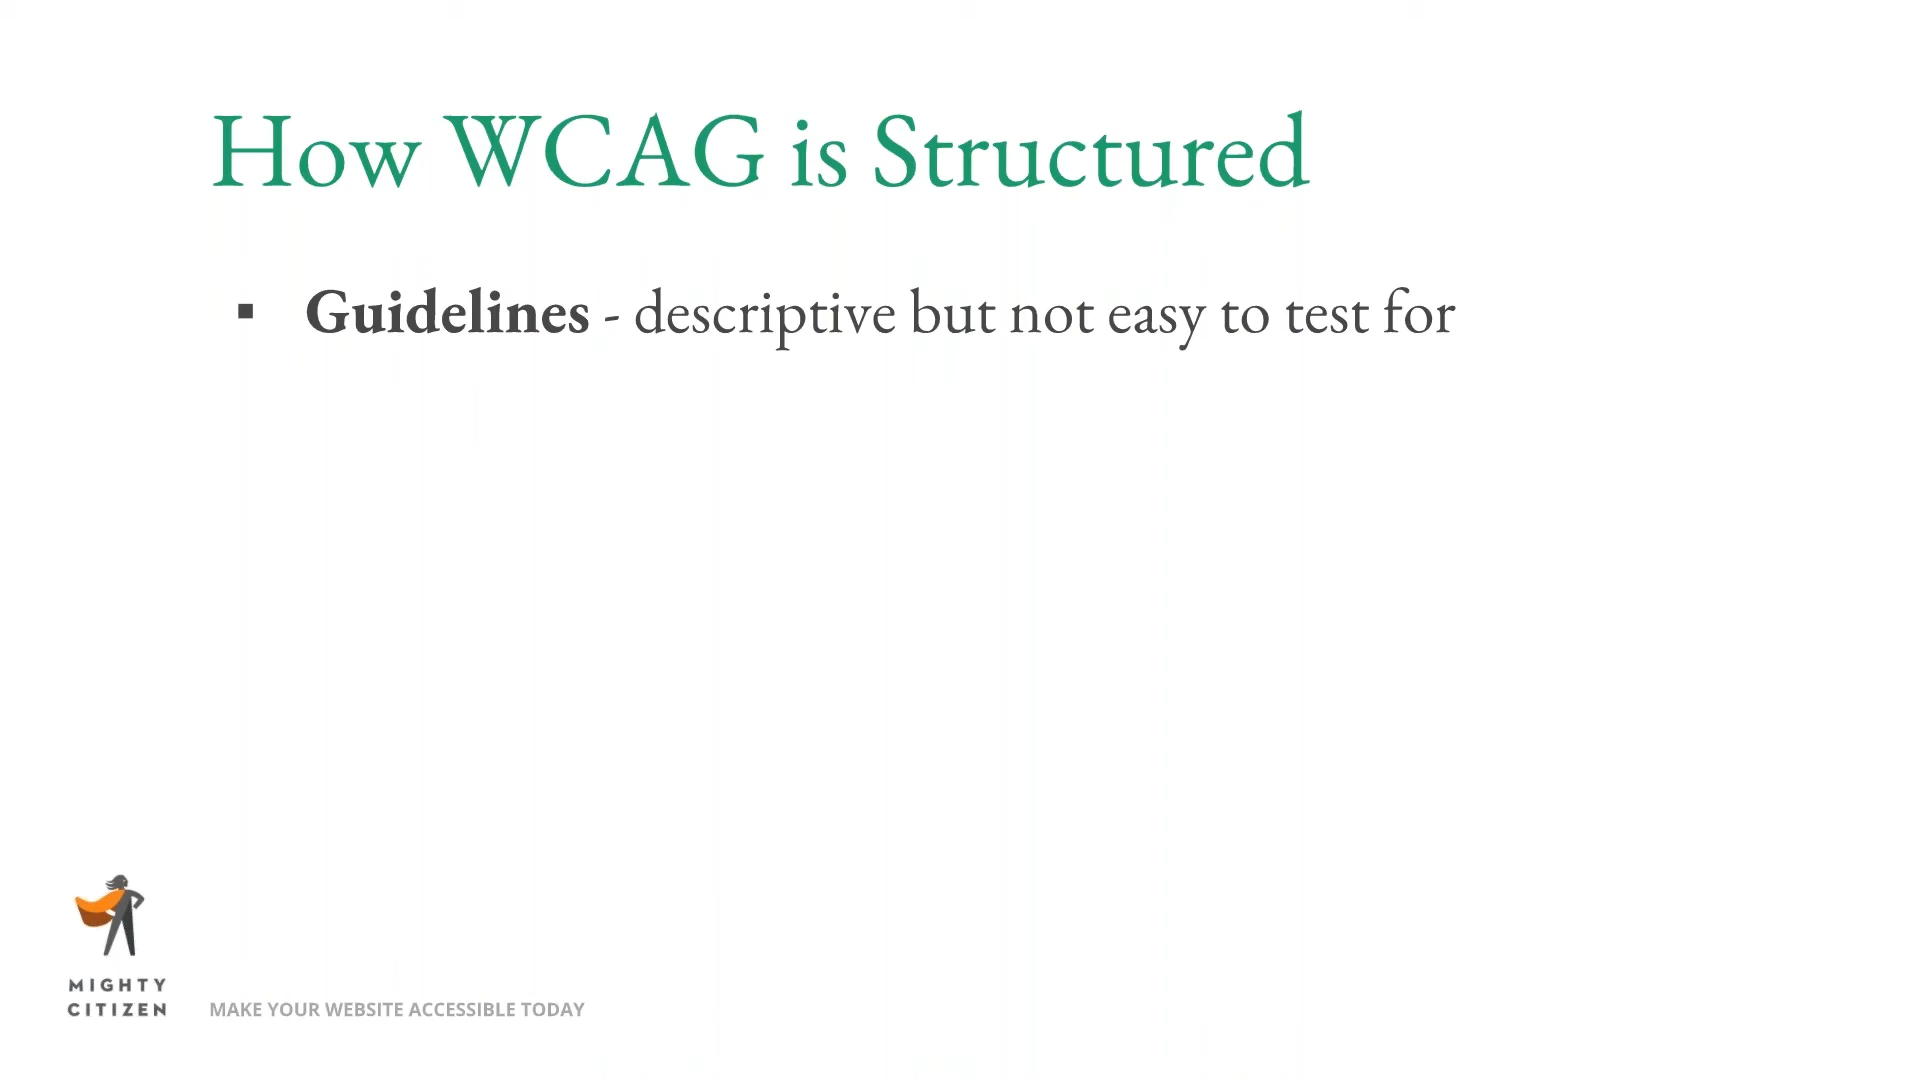 How WCAG is Structured
▪ Guidelines - descriptive but not easy to test for
MIGHTY
CITIZEN
MAKE YOUR WEBSITE ACCESSIBLE TODAY